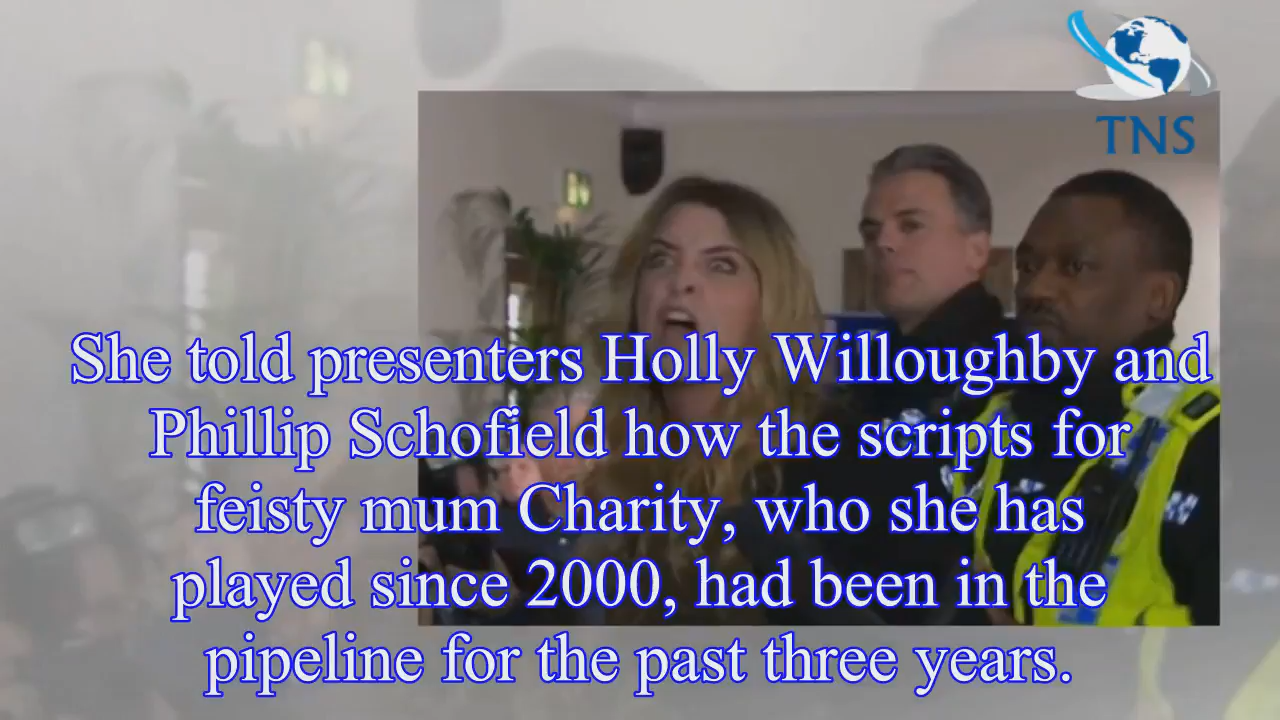 TNS
She told presenters Holly Willoughby and
Phillip Schofield how the scripts for
feisty mum Charity, who she has
played since 2000, had been in the
pipeline for the past three years.